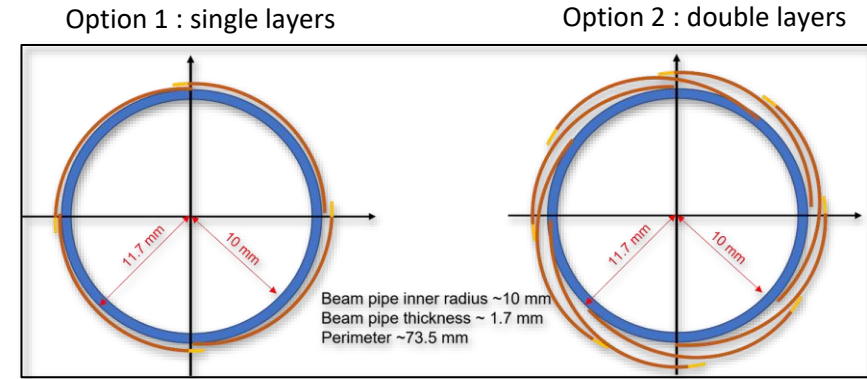 Option 1 : single layers
Option 2 : double layers
11.7 mm
10 mm
11.7 mm
10 mm
Beam pipe inner radius ~10 mm
Beam pipe thickness ~ 1.7 mm
Perimeter ~73.5 mm